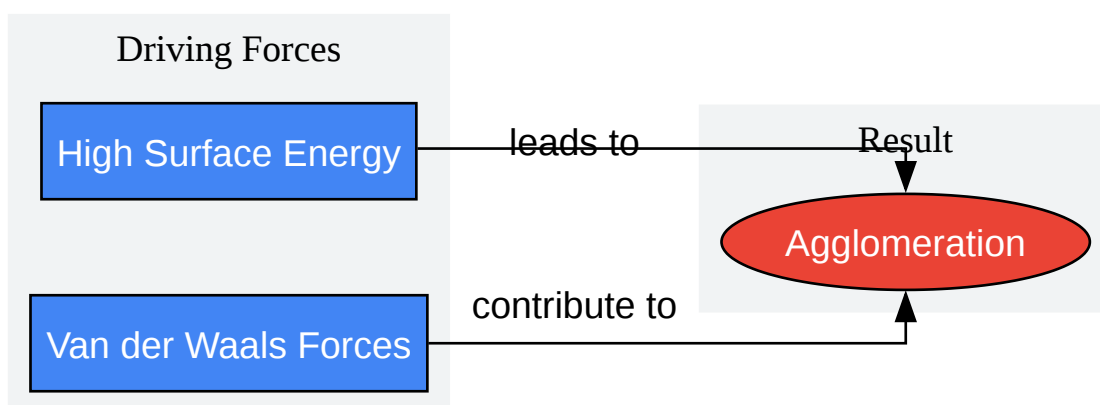 Driving Forces
High Surface Energy
leads to
Result
Agglomeration
contribute to
Van der Waals Forces